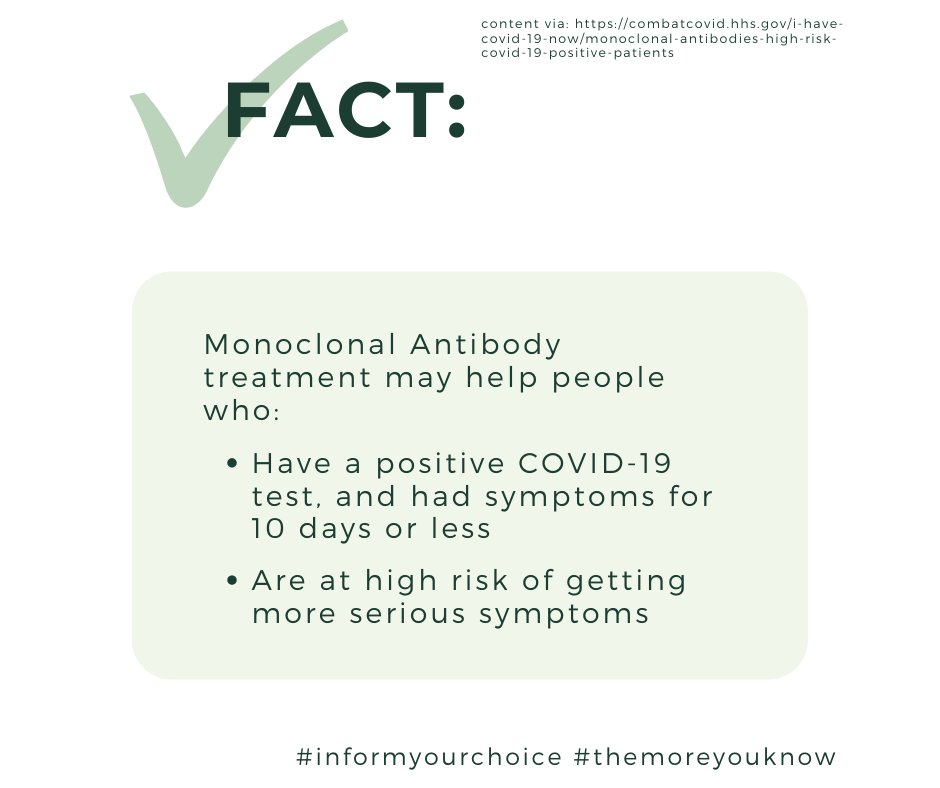 content via: https://combatcovid.hhs.gov/i-have-
covid-19-now/monoclonal-antibodies-high-risk-
covid-19-positive-patients
FACT:
Monoclonal Antibody
treatment may help people
who:
• Have a positive COVID-19
test, and had symptoms for
10 days or less
• Are at high risk of getting
more serious symptoms
#informyourchoice #themoreyouknow